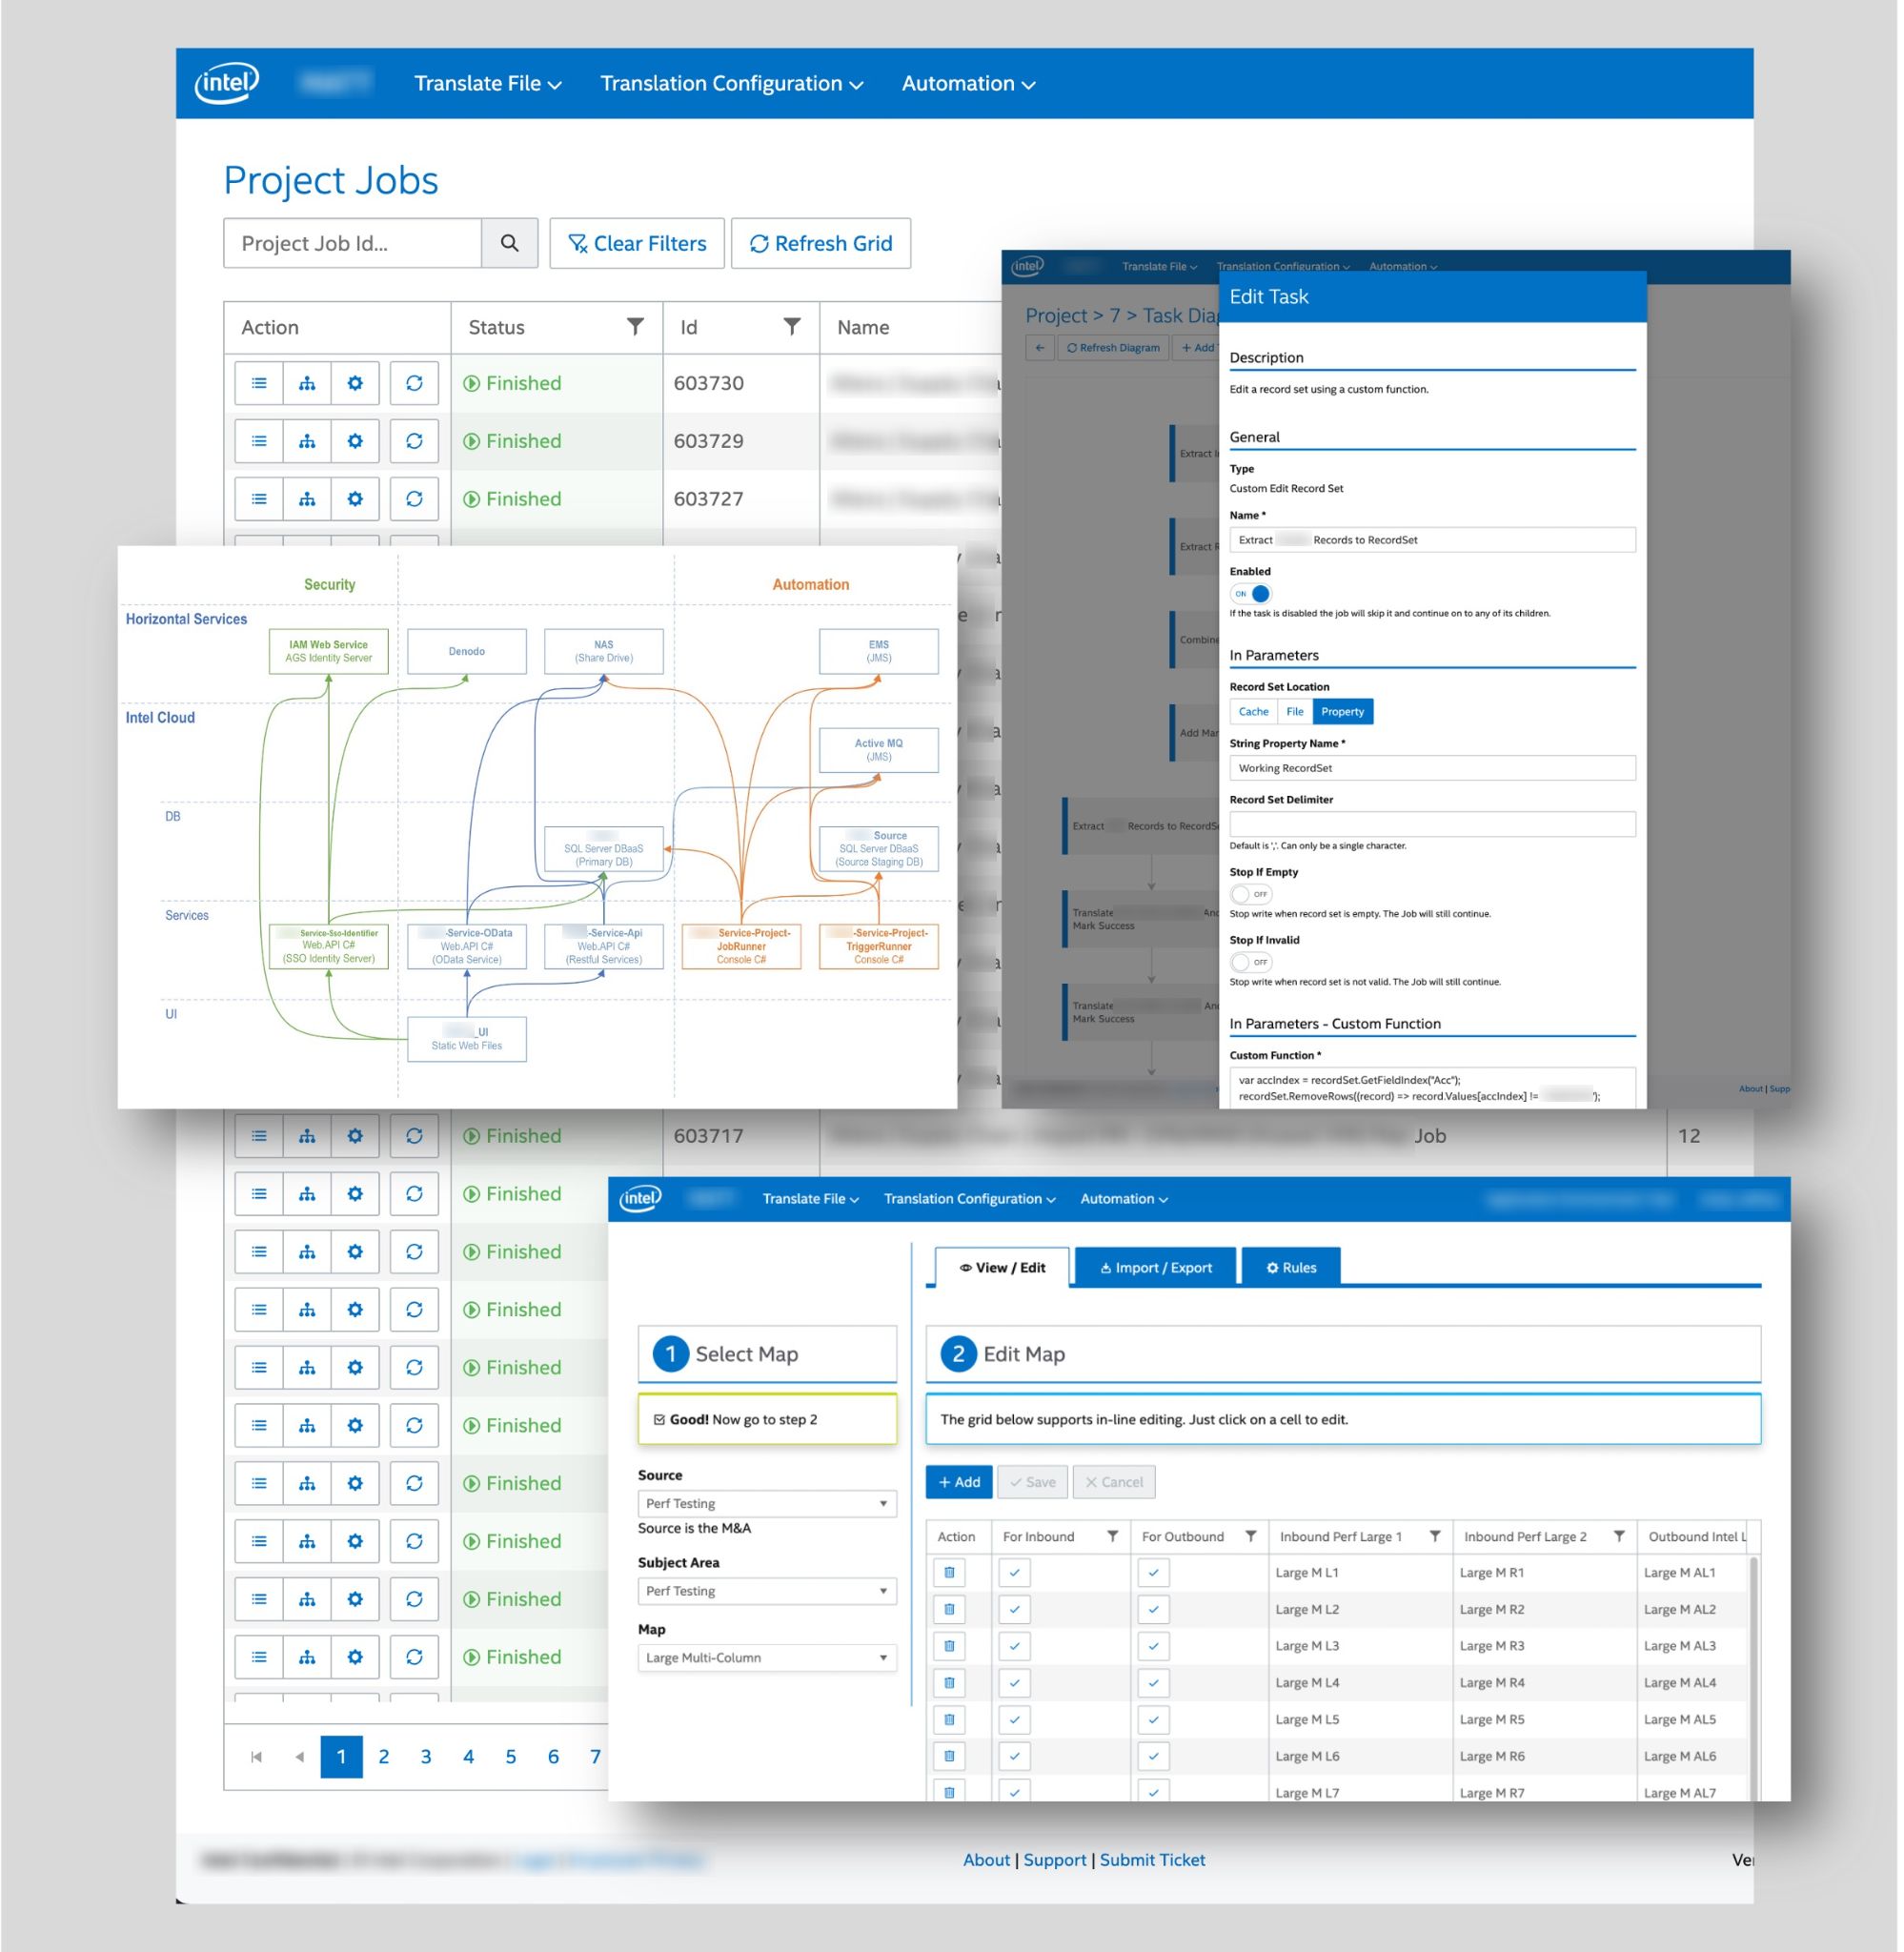 intel
Translate File
Translation Configuration
Automation
Project Jobs
Project Job Id...
Clear Filters
Refresh Grid
Action
Status
Id
Name
Finished
603730
Finished
603729
Finished
603727
Finished
603717
Job
12
Finished
Finished
Finished
Finished
Finished
Finished
Finished
Finished
Finished
1 2 3 4 5 6 7
About | Support | Submit Ticket
Ver
intel
Translate File
Translation Configuration
Automation
Project > 7 > Task Diag
Refresh Diagram
+ Add
Extract
Extract
Combine
Add Mar
Extract Records to RecordSe
Translate And
Mark Success
Translate And
Mark Success
About | Supp
Edit Task
Description
Edit a record set using a custom function.
General
Type
Custom Edit Record Set
Name *
Extract Records to RecordSet
Enabled
ON
If the task is disabled the job will skip it and continue on to any of its children.
In Parameters
Record Set Location
Cache
File
Property
String Property Name *
Working RecordSet
Record Set Delimiter
Default is ','. Can only be a single character.
Stop If Empty
OFF
Stop write when record set is empty. The Job will still continue.
Stop If Invalid
OFF
Stop write when record set is not valid. The Job will still continue.
In Parameters - Custom Function
Custom Function *
var accIndex = recordSet.GetFieldIndex("Acc");
recordSet.RemoveRows((record) => record.Values[accIndex] != ');
Security
Automation
Horizontal Services
IAM Web Service
AGS Identity Server
Denodo
NAS
(Share Drive)
EMS
(JMS)
Intel Cloud
Active MQ
(JMS)
DB
SQL Server DBaaS
(Primary DB)
Source
SQL Server DBaaS
(Source Staging DB)
Services
Service-Sso-Identifier
Web.API C#
(SSO Identity Server)
-Service-OData
Web.API C#
(OData Service)
-Service-Api
Web.API C#
(Restful Services)
Service-Project-
JobRunner
Console C#
-Service-Project-
TriggerRunner
Console C#
UI
_UI
Static Web Files
intel
Translate File
Translation Configuration
Automation
View / Edit
Import / Export
Rules
1 Select Map
Good! Now go to step 2
Source
Perf Testing
Source is the M&A
Subject Area
Perf Testing
Map
Large Multi-Column
2 Edit Map
The grid below supports in-line editing. Just click on a cell to edit.
+ Add
Save
Cancel
Action
For Inbound
For Outbound
Inbound Perf Large 1
Inbound Perf Large 2
Outbound Intel L
Large M L1
Large M R1
Large M AL1
Large M L2
Large M R2
Large M AL2
Large M L3
Large M R3
Large M AL3
Large M L4
Large M R4
Large M AL4
Large M L5
Large M R5
Large M AL5
Large M L6
Large M R6
Large M AL6
Large M L7
Large M R7
Large M AL7